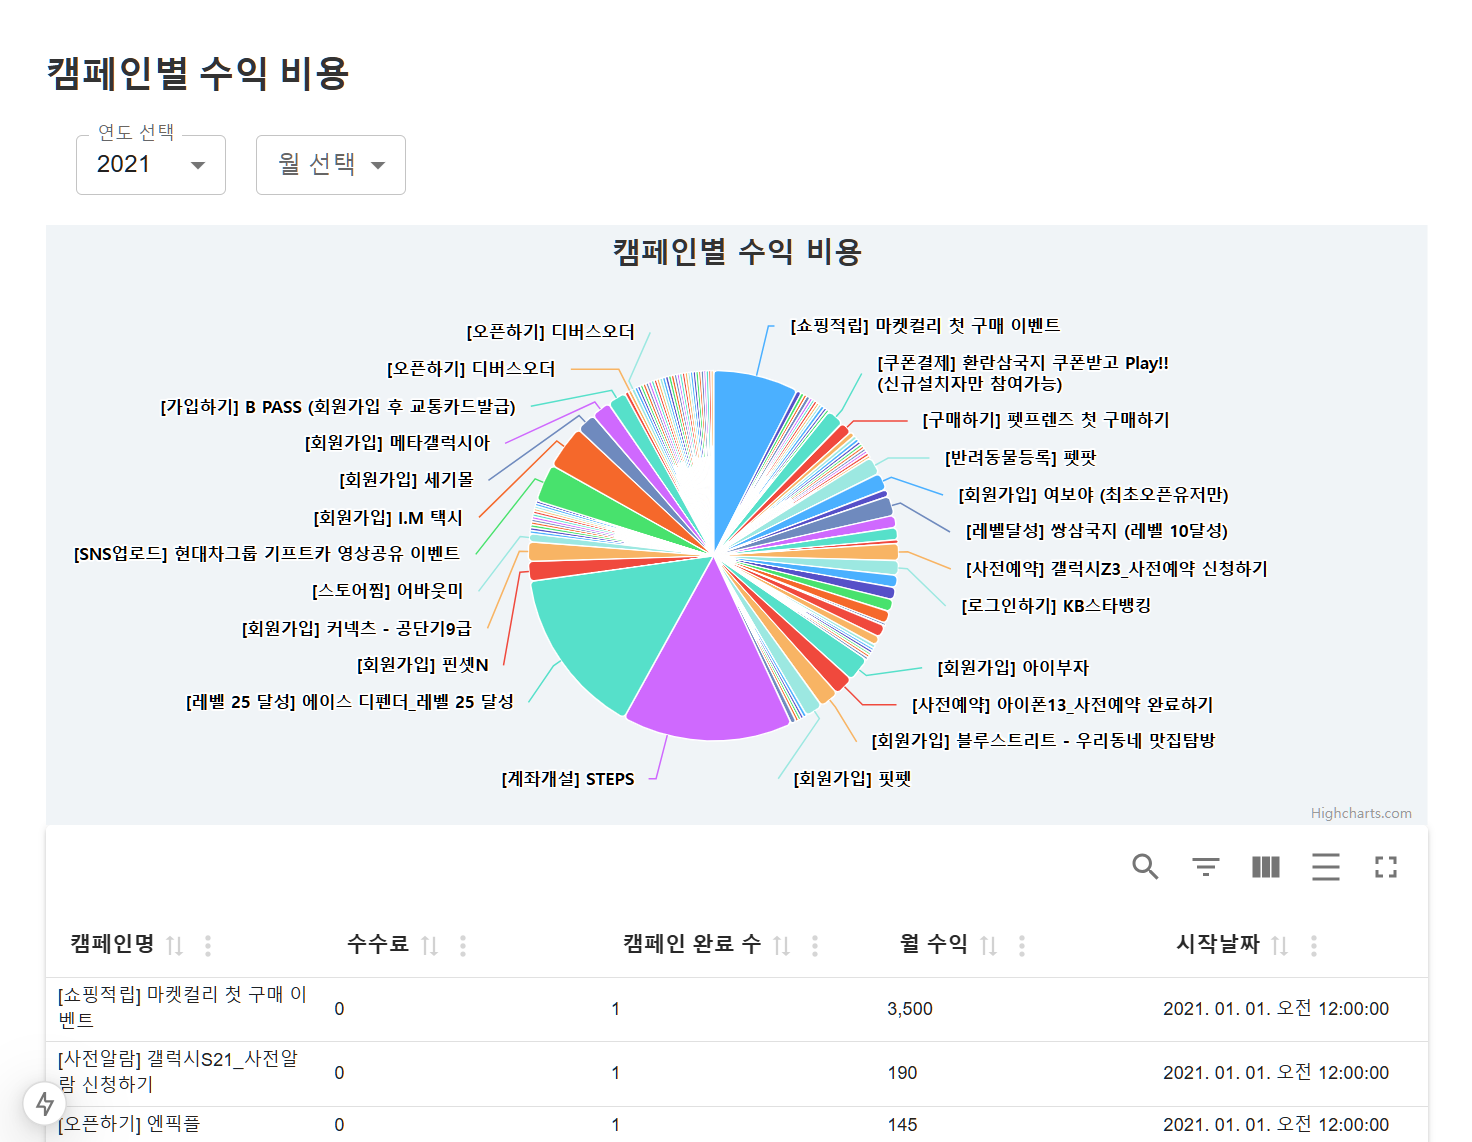 캠페인별 수익 비용
연도 선택
2021
월 선택
캠페인별 수익 비용
[오픈하기] 디버스오더
[쇼핑적립] 마켓컬리 첫 구매 이벤트
[오픈하기] 디버스오더
[쿠폰결제] 환란삼국지 쿠폰받고 Play!!
(신규설치자만 참여가능)
[가입하기] B PASS (회원가입 후 교통카드발급)
[구매하기] 펫프렌즈 첫 구매하기
[회원가입] 메타갤럭시아
[반려동물등록] 펫팟
[회원가입] 세기몰
[회원가입] 여보야 (최초오픈유저만)
[회원가입] I.M 택시
[레벨달성] 쌍삼국지 (레벨 10달성)
[SNS업로드] 현대차그룹 기프트카 영상공유 이벤트
[사전예약] 갤럭시Z3_사전예약 신청하기
[스토어찜] 어바웃미
[로그인하기] KB스타뱅킹
[회원가입] 커넥츠 - 공단기9급
[회원가입] 핀셋N
[회원가입] 아이부자
[레벨 25 달성] 에이스 디펜더_레벨 25 달성
[사전예약] 아이폰13_사전예약 완료하기
[회원가입] 블루스트리트 - 우리동네 맛집탐방
[계좌개설] STEPS
[회원가입] 핏펫
Highcharts.com
캠페인명 수수료 캠페인 완료 수 월 수익 시작날짜
[쇼핑적립] 마켓컬리 첫 구매 이
벤트
0 1 3,500 2021. 01. 01. 오전 12:00:00
[사전알람] 갤럭시S21_사전알
람 신청하기
0 1 190 2021. 01. 01. 오전 12:00:00
[오픈하기] 엔픽플 0 1 145 2021. 01. 01. 오전 12:00:00